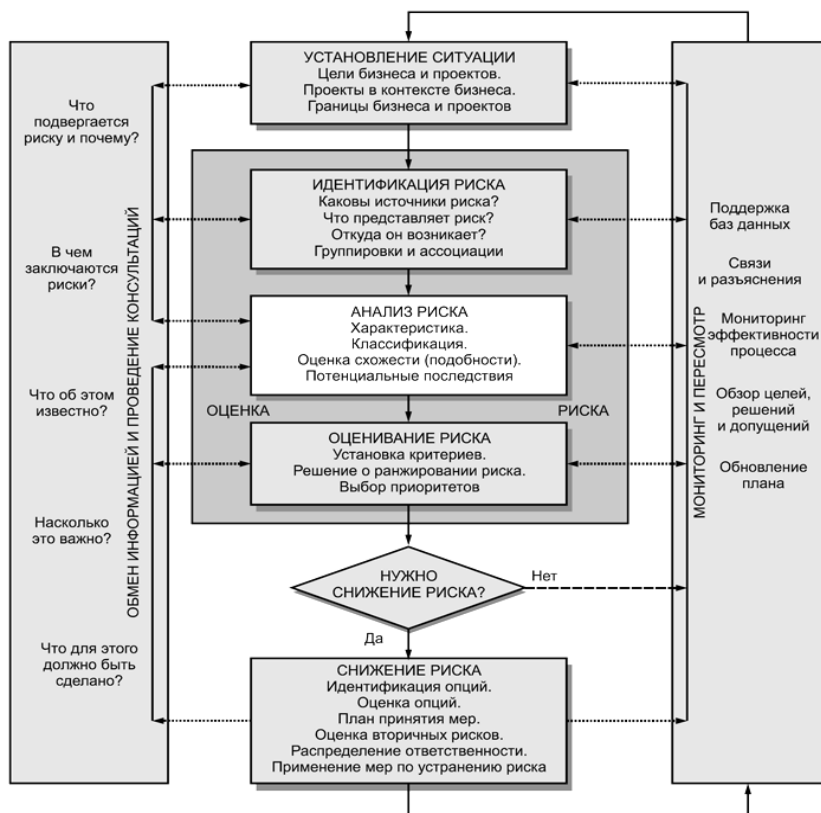 УСТАНОВЛЕНИЕ СИТУАЦИИ
Цели бизнеса и проектов.
Проекты в контексте бизнеса.
Границы бизнеса и проектов
Что
подвергается
риску и почему?
В чем
заключаются
риски?
Что об этом
известно?
Насколько
это важно?
Что для этого
должно быть
сделано?
ОБМЕН ИНФОРМАЦИЕЙ И ПРОВЕДЕНИЕ КОНСУЛЬТАЦИЙ
ИДЕНТИФИКАЦИЯ РИСКА
Каковы источники риска?
Что представляет риск?
Откуда он возникает?
Группировки и ассоциации
АНАЛИЗ РИСКА
Характеристика.
Классификация.
Оценка схожести (подобности).
Потенциальные последствия
ОЦЕНКА РИСКА
ОЦЕНИВАНИЕ РИСКА
Установка критериев.
Решение о ранжировании риска.
Выбор приоритетов
НУЖНО
СНИЖЕНИЕ РИСКА?
Нет
Да
СНИЖЕНИЕ РИСКА
Идентификация опций.
Оценка опций.
План принятия мер.
Оценка вторичных рисков.
Распределение ответственности.
Применение мер по устранению риска
МОНИТОРИНГ И ПЕРЕСМОТР
Поддержка
баз данных
Связи
и разъяснения
Мониторинг
эффективности
процесса
Обзор целей,
решений
и допущений
Обновление
плана